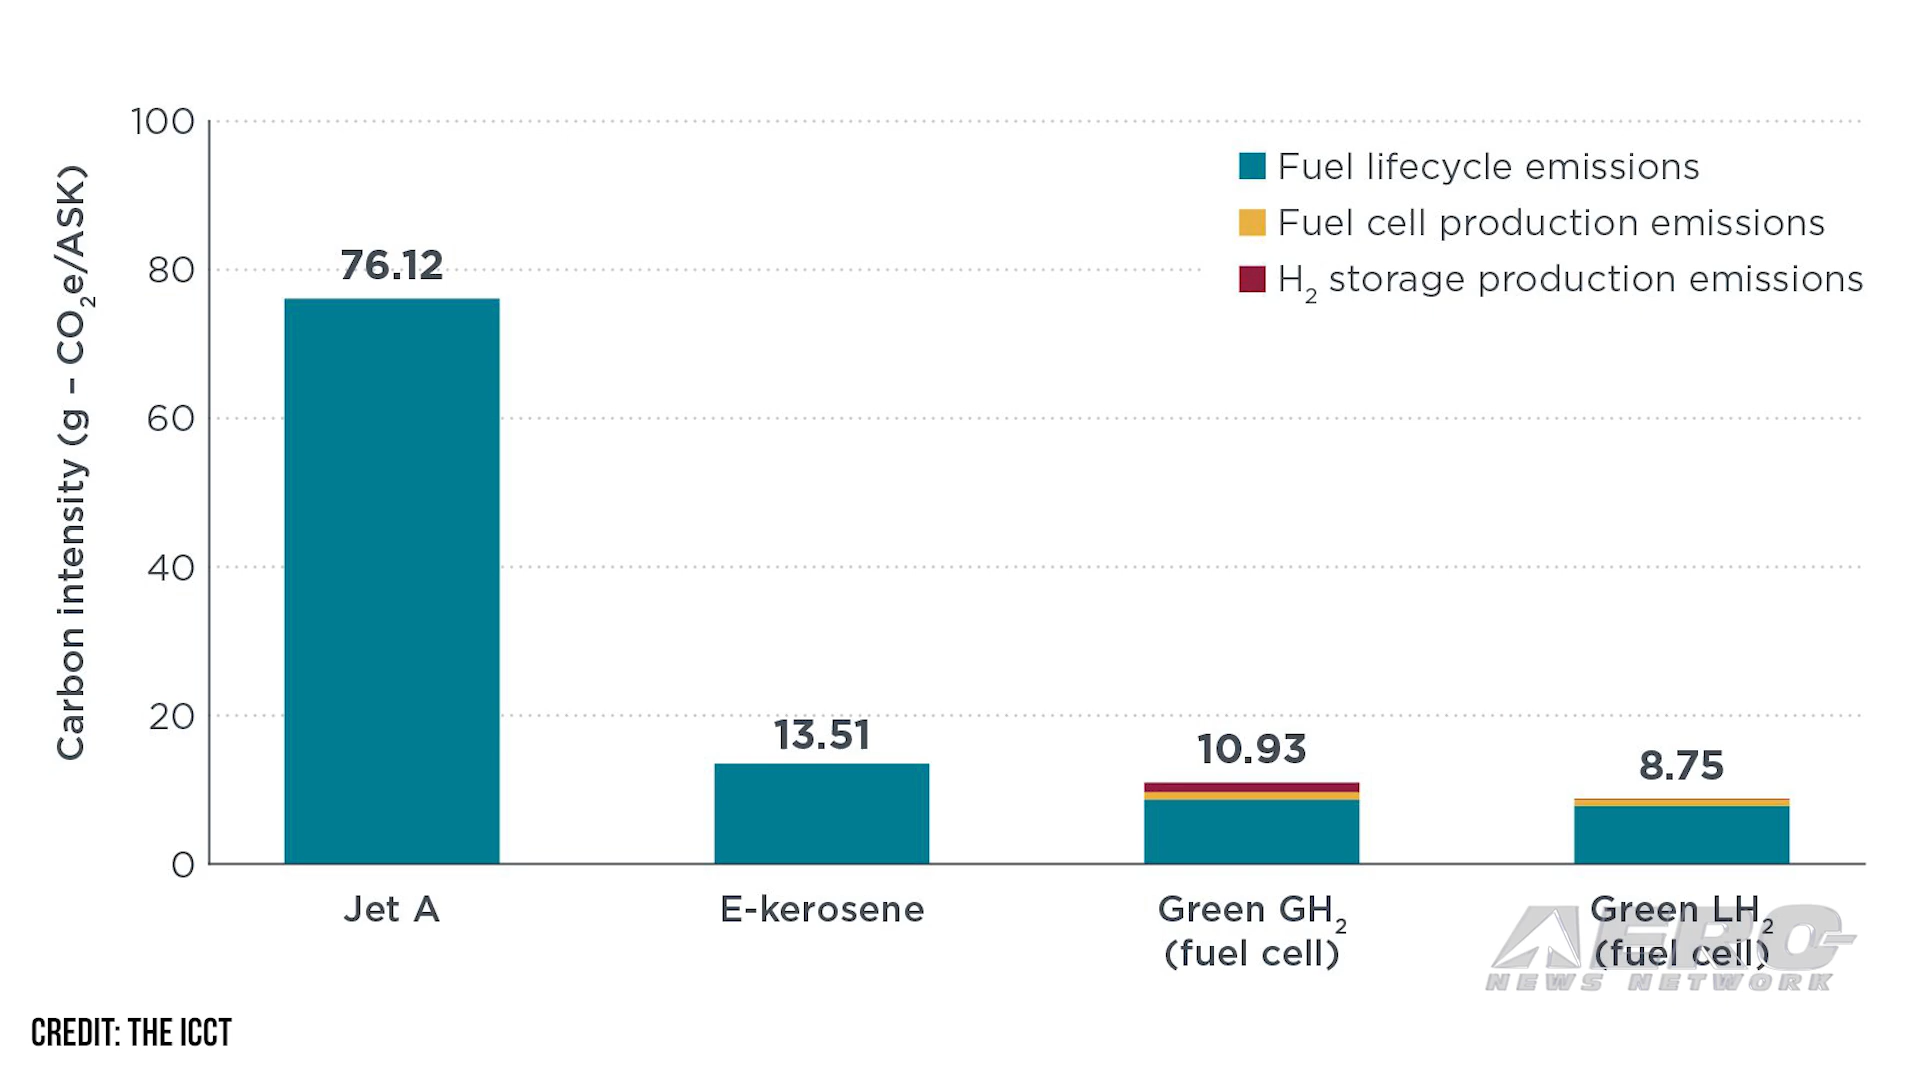 100
80
60
40
20
0
Carbon intensity (g – CO₂e/ASK)
Fuel lifecycle emissions
Fuel cell production emissions
H₂ storage production emissions
76.12
13.51
10.93
8.75
Jet A
E-kerosene
Green GH₂
(fuel cell)
Green LH₂
(fuel cell)
AERO-
NEWS NETWORK
CREDIT: THE ICCT